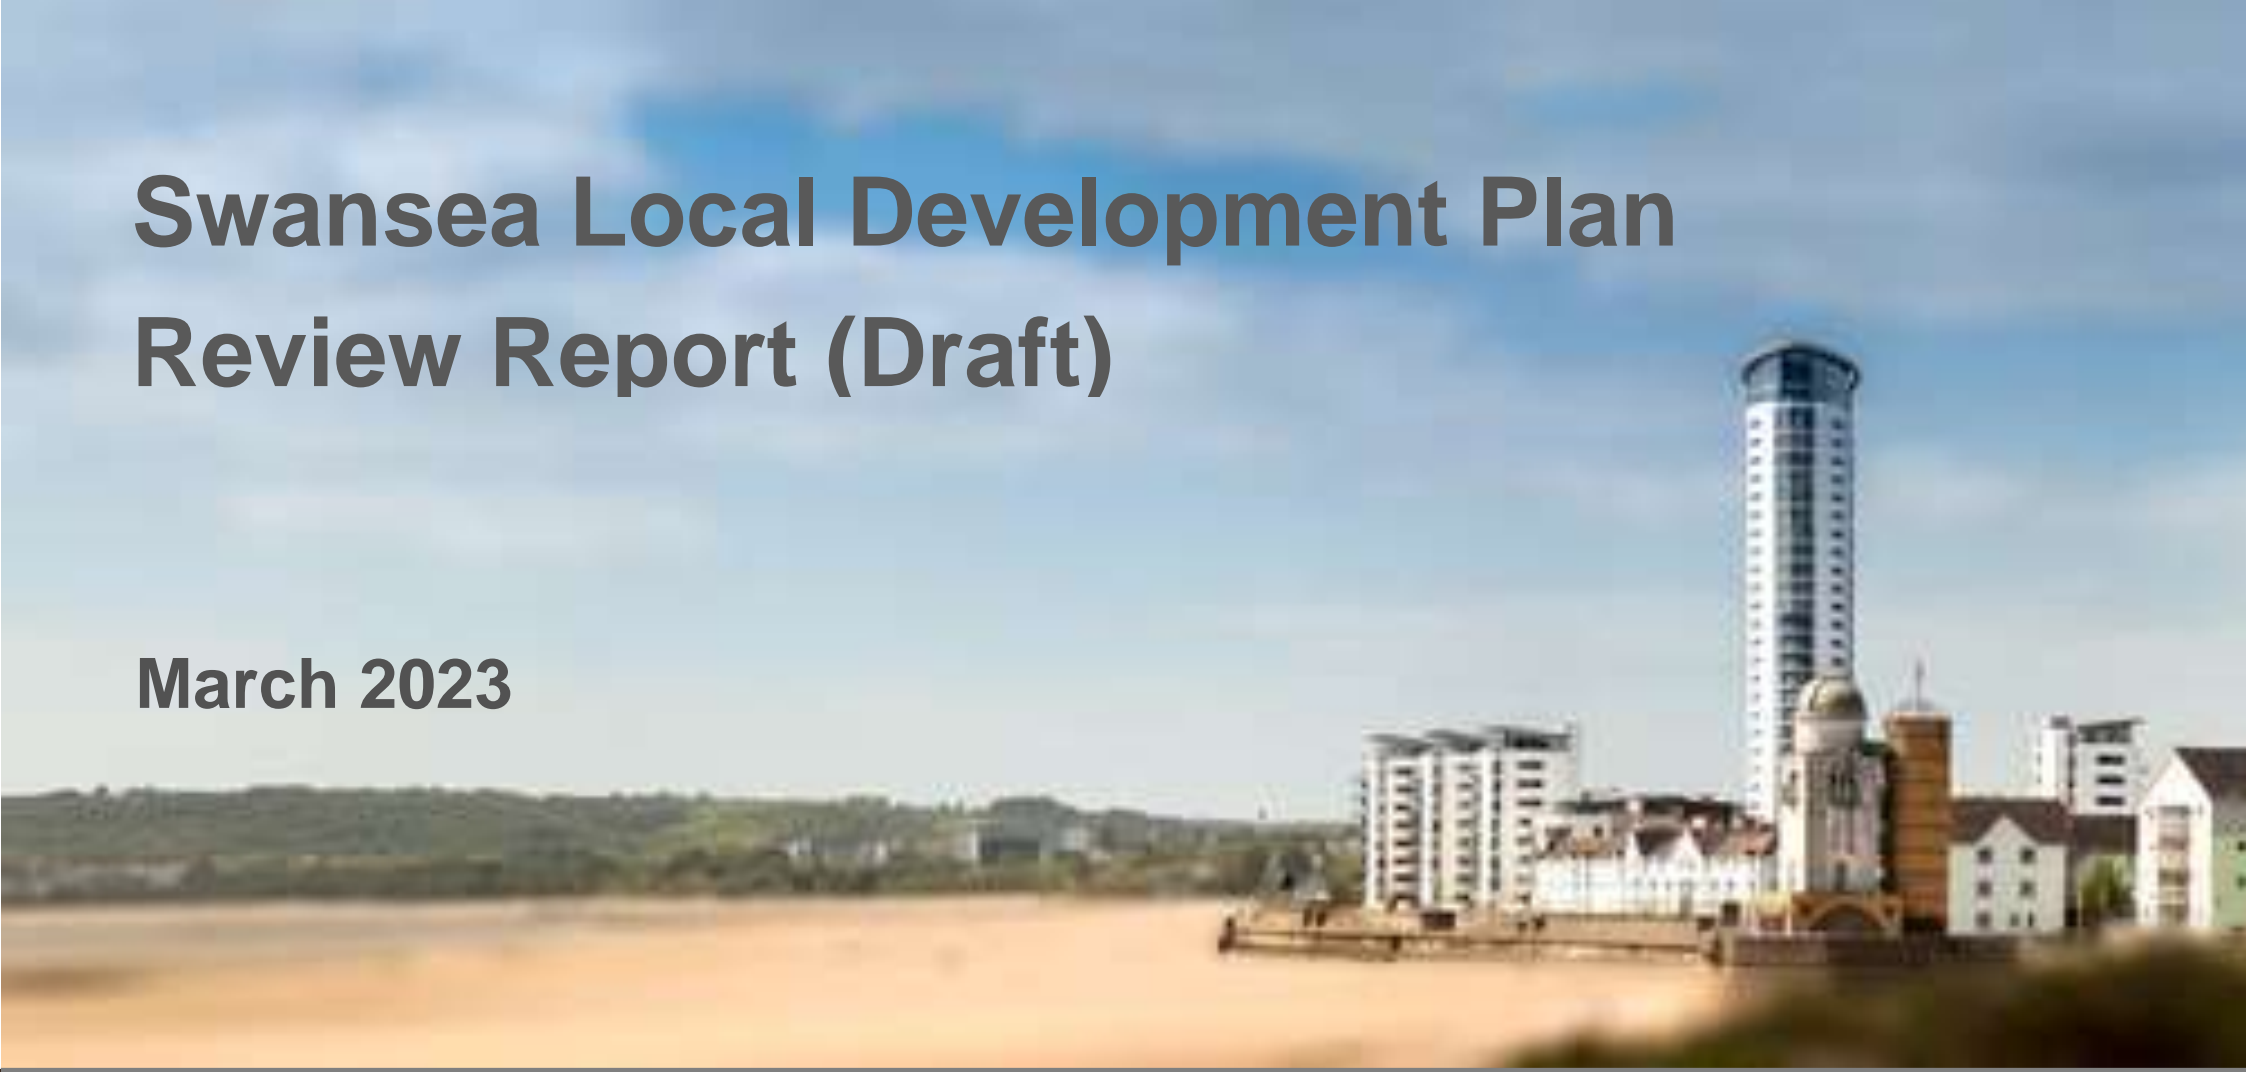 Swansea Local Development Plan
Review Report (Draft)
March 2023